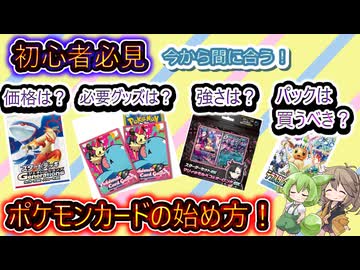 初心者必見
今から間に合う!
価格は?
必要グッズは?
強さは?
パックは
買うべき?
Generations
ポケモンカードの始め方!